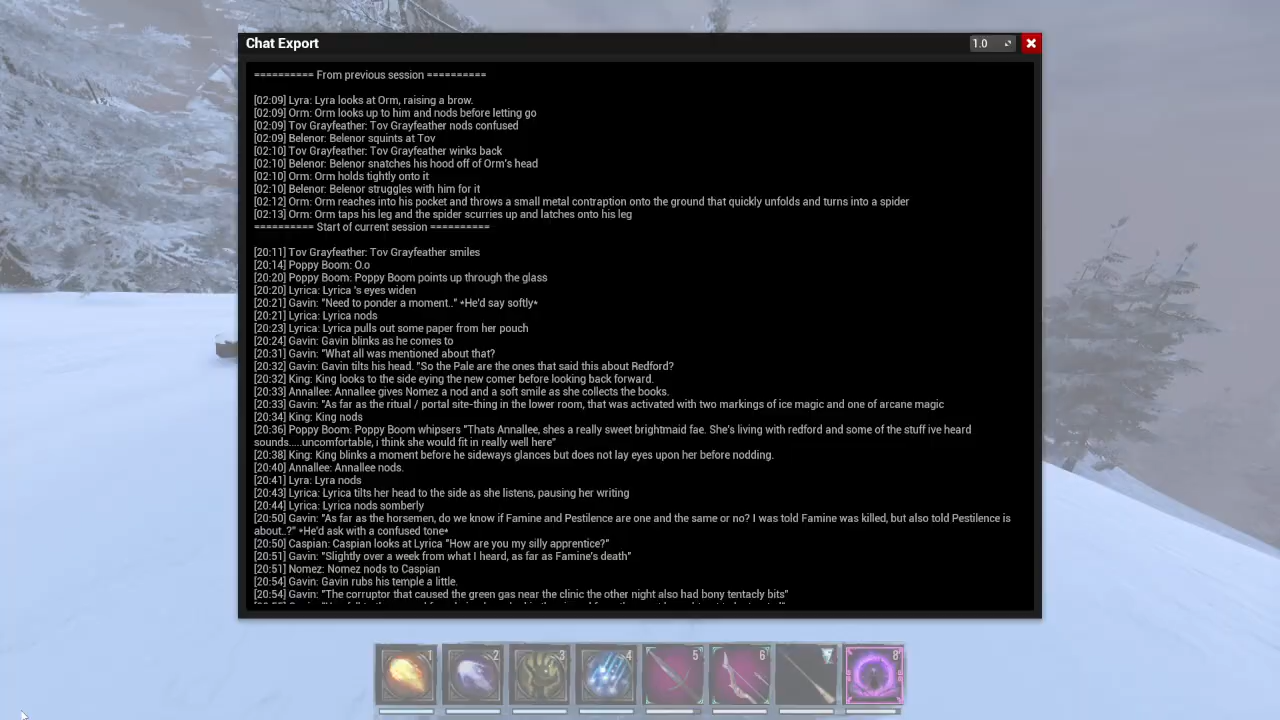 Chat Export
1.0
========== From previous session ==========
[02:09] Lyra: Lyra looks at Orm, raising a brow.
[02:09] Orm: Orm looks up to him and nods before letting go
[02:09] Tov Grayfeather: Tov Grayfeather nods confused
[02:09] Belenor: Belenor squints at Tov
[02:10] Tov Grayfeather: Tov Grayfeather winks back
[02:10] Belenor: Belenor snatches his hood off of Orm's head
[02:10] Orm: Orm holds tightly onto it
[02:10] Belenor: Belenor struggles with him for it
[02:12] Orm: Orm reaches into his pocket and throws a small metal contraption onto the ground that quickly unfolds and turns into a spider
[02:13] Orm: Orm taps his leg and the spider scurries up and latches onto his leg
========== Start of current session ==========
[20:11] Tov Grayfeather: Tov Grayfeather smiles
[20:14] Poppy Boom: O.o
[20:20] Poppy Boom: Poppy Boom points up through the glass
[20:20] Lyrica: Lyrica 's eyes widen
[20:21] Gavin: "Need to ponder a moment.." *He'd say softly*
[20:21] Lyrica: Lyrica nods
[20:23] Lyrica: Lyrica pulls out some paper from her pouch
[20:24] Gavin: Gavin blinks as he comes to
[20:31] Gavin: "What all was mentioned about that?
[20:32] Gavin: Gavin tilts his head. "So the Pale are the ones that said this about Redford?
[20:32] King: King looks to the side eying the new comer before looking back forward.
[20:33] Annallee: Annallee gives Nomez a nod and a soft smile as she collects the books.
[20:33] Gavin: "As far as the ritual / portal site-thing in the lower room, that was activated with two markings of ice magic and one of arcane magic
[20:34] King: King nods
[20:36] Poppy Boom: Poppy Boom whipsers "Thats Annallee, shes a really sweet brightmaid fae. She's living with redford and some of the stuff ive heard
sounds.....uncomfortable, i think she would fit in really well here"
[20:38] King: King blinks a moment before he sideways glances but does not lay eyes upon her before nodding.
[20:40] Annallee: Annallee nods.
[20:41] Lyra: Lyra nods
[20:43] Lyrica: Lyrica tilts her head to the side as she listens, pausing her writing
[20:44] Lyrica: Lyrica nods somberly
[20:50] Gavin: "As far as the horsemen, do we know if Famine and Pestilence are one and the same or no? I was told Famine was killed, but also told Pestilence is
about..?" *He'd ask with a confused tone*
[20:50] Caspian: Caspian looks at Lyrica "How are you my silly apprentice?"
[20:51] Gavin: "Slightly over a week from what I heard, as far as Famine's death"
[20:51] Nomez: Nomez nods to Caspian
[20:54] Gavin: Gavin rubs his temple a little.
[20:54] Gavin: "The corruptor that caused the green gas near the clinic the other night also had bony tentacly bits"
1
2
3
4
5
6
8